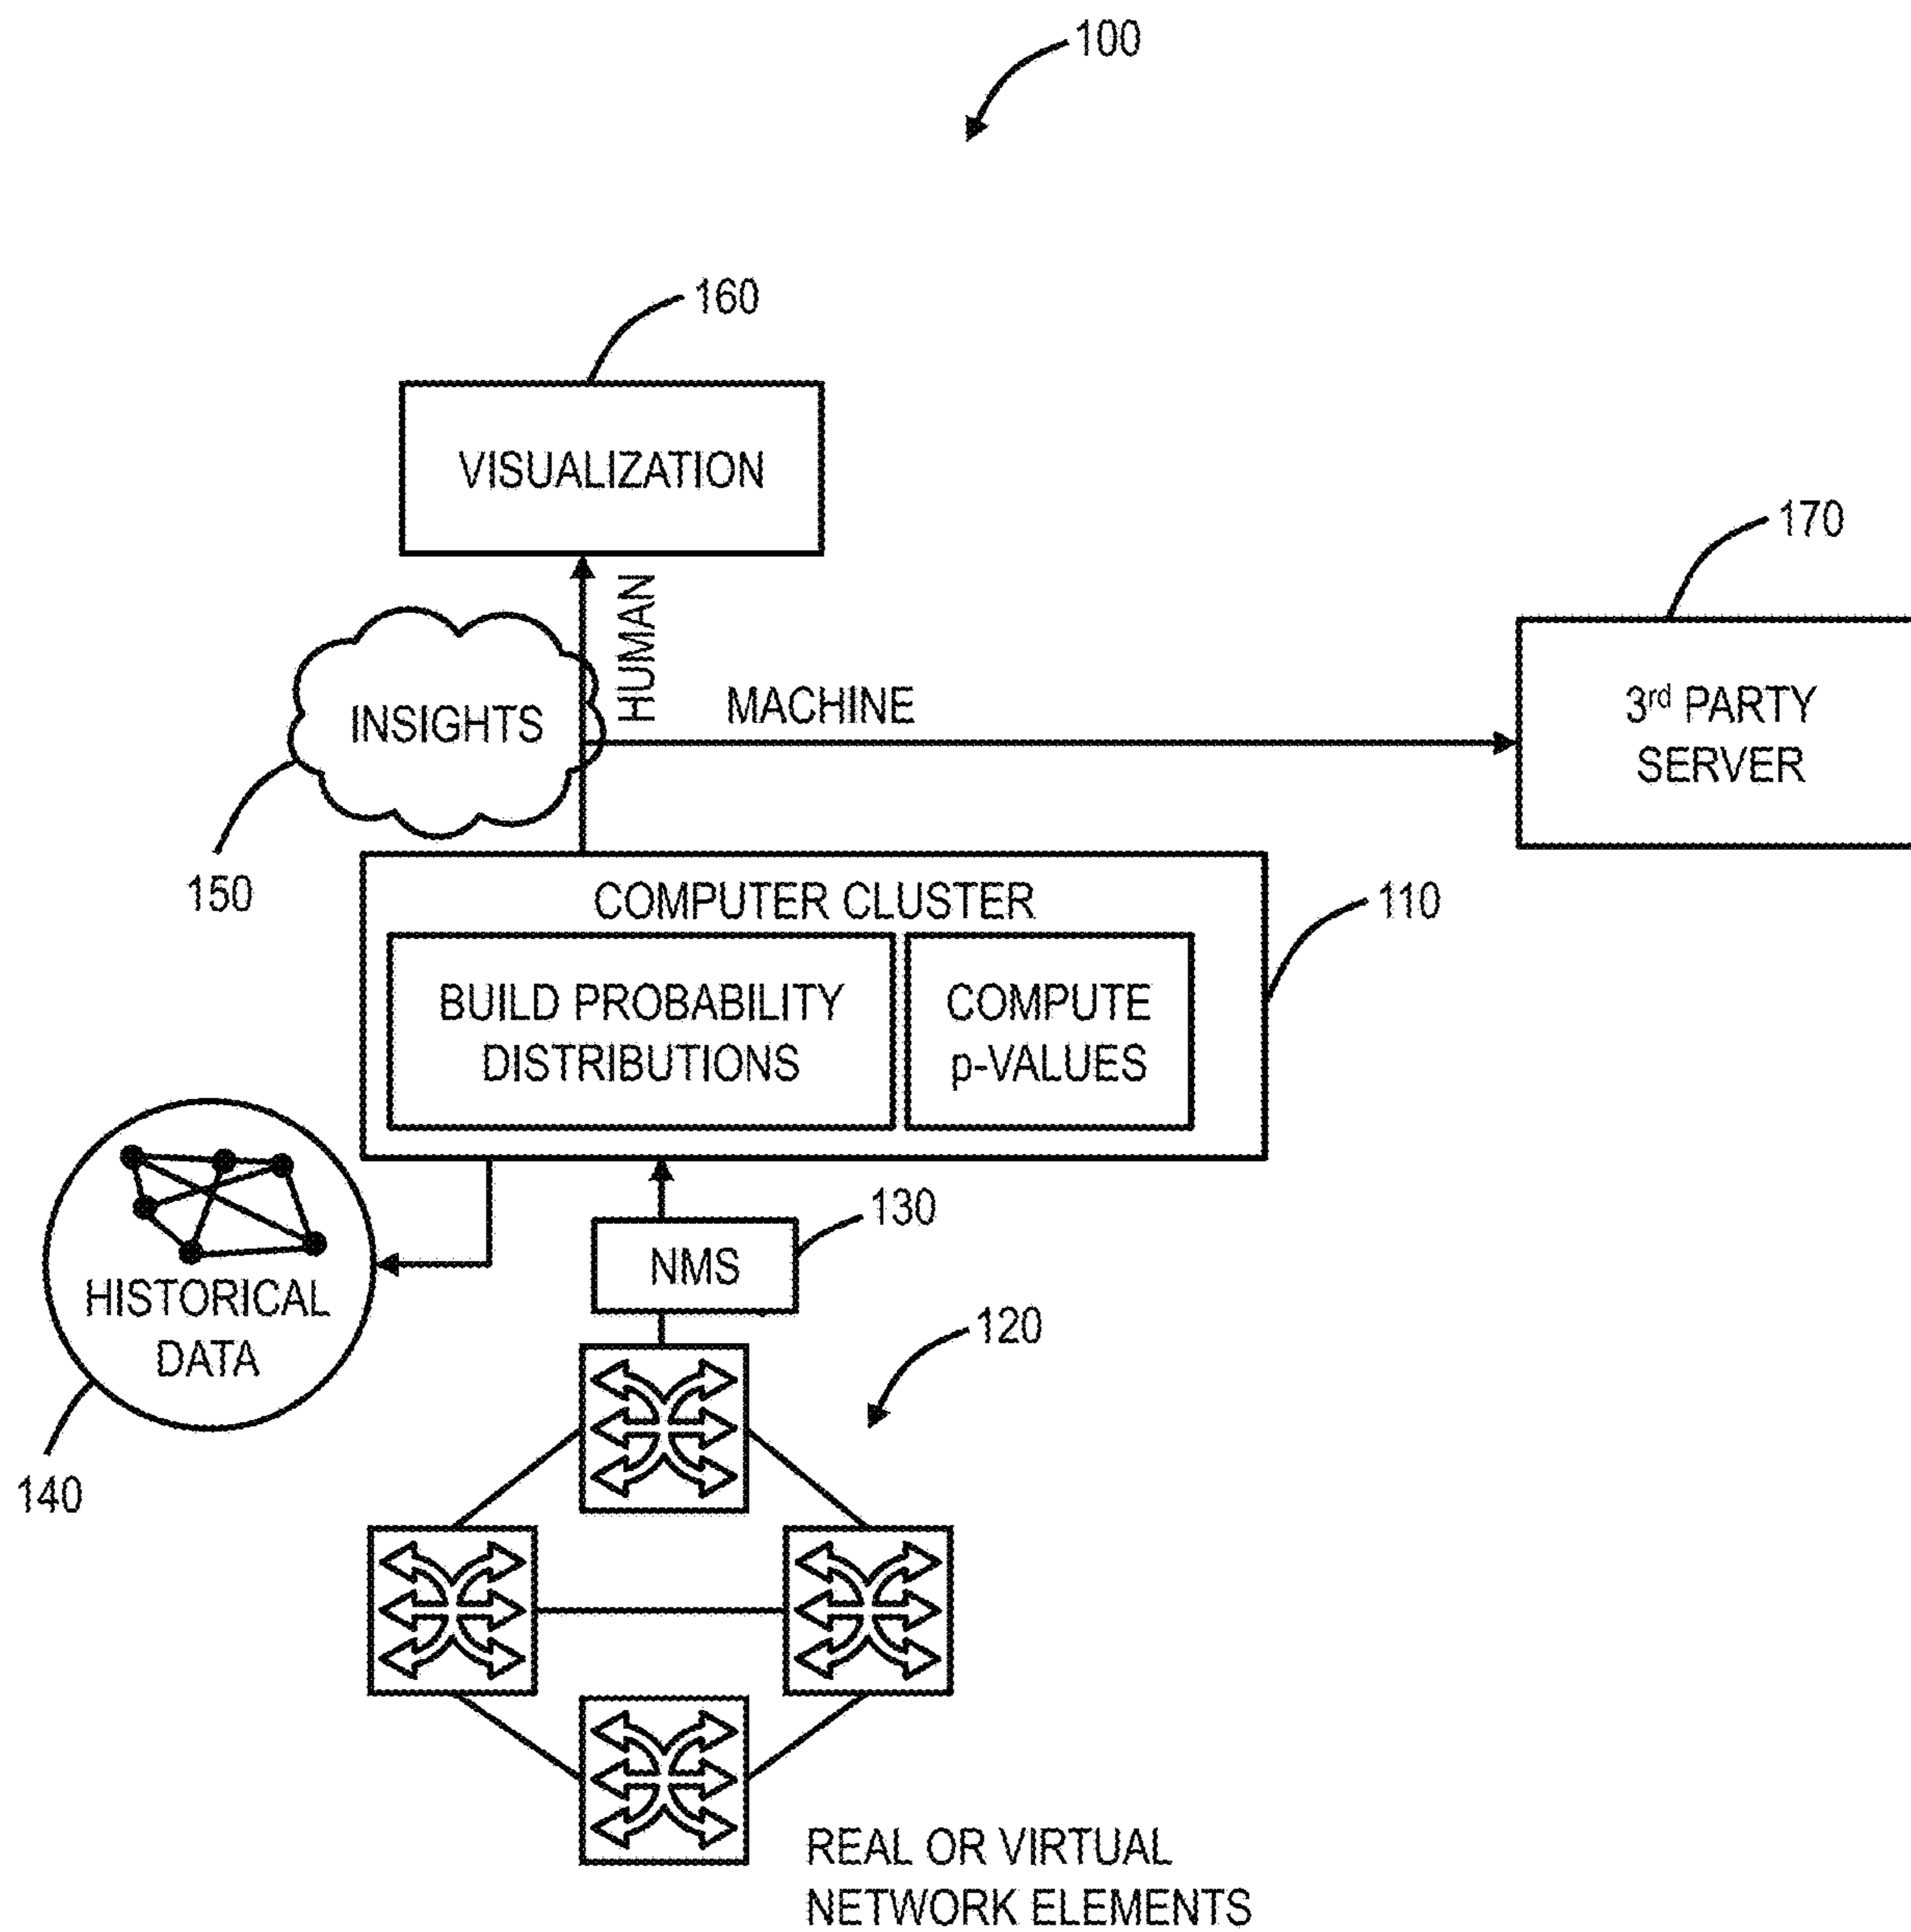 100
160
VISUALIZATION
170
HUMAN
INSIGHTS
MACHINE
3rd PARTY
SERVER
150
COMPUTER CLUSTER
110
BUILD PROBABILITY
DISTRIBUTIONS
COMPUTE
p-VALUES
130
NMS
HISTORICAL
DATA
120
140
REAL OR VIRTUAL
NETWORK ELEMENTS